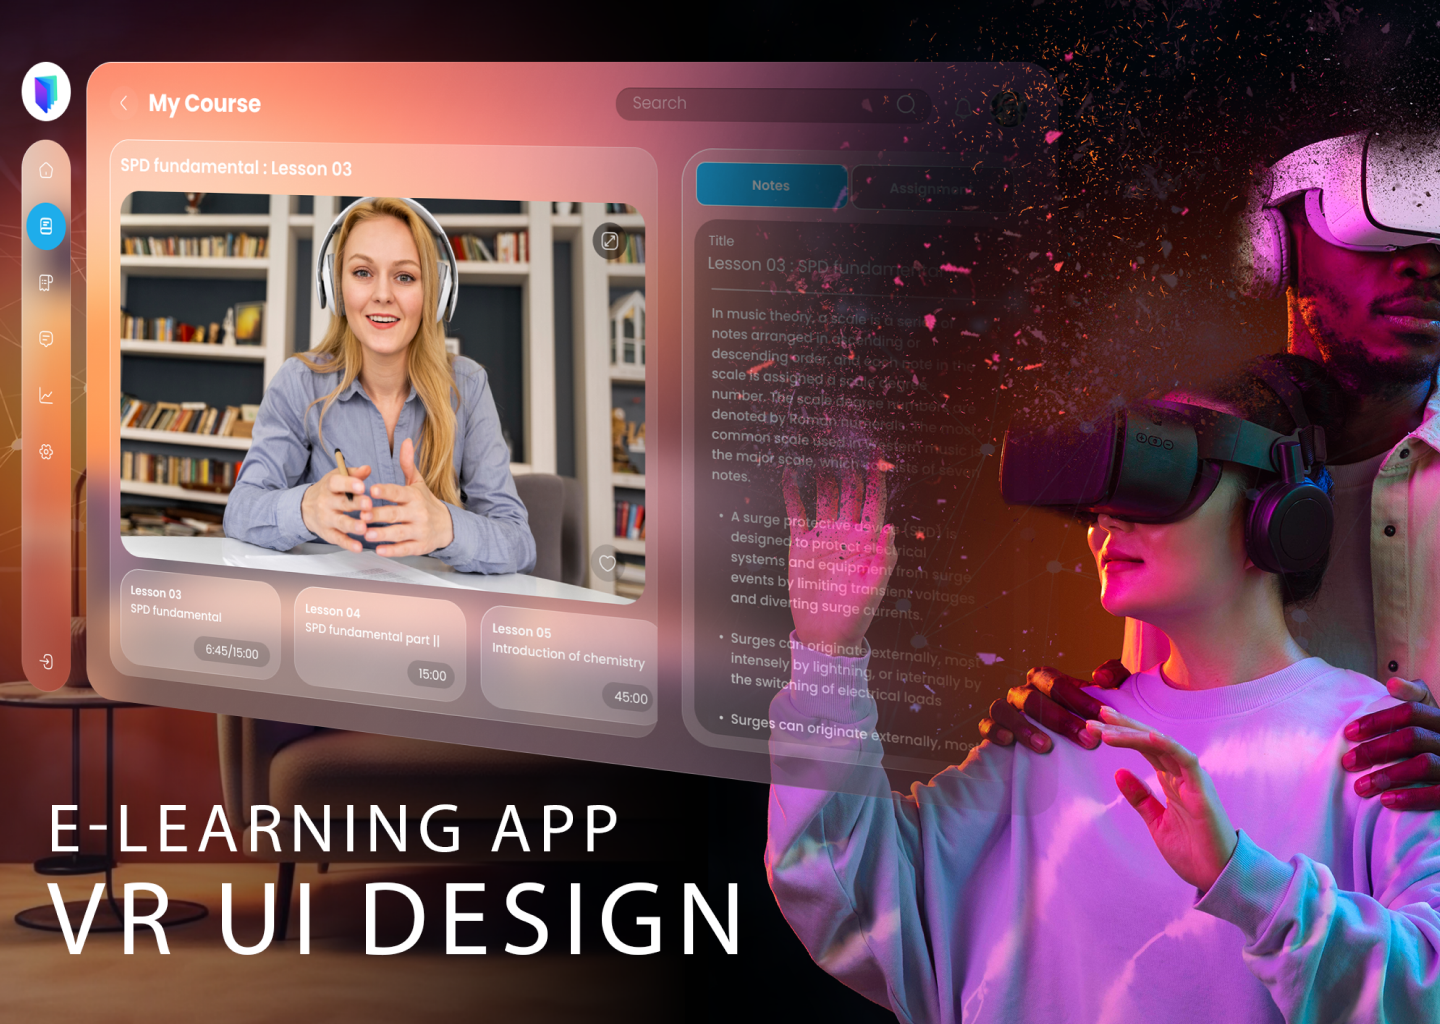 My Course
Search
SPD fundamental : Lesson 03
Notes
Assignment
Title
Lesson 03 : SPD fundamental
In music theory, a scale is a series of
notes arranged in ascending or
descending order, and each note in the
scale is assigned a scale degree
number. The scale degree numbers are
denoted by Roman numerals. The most
common scale used in Western music is
the major scale, which consists of seven
notes.
• A surge protective device (SPD) is
designed to protect electrical
systems and equipment from surge
events by limiting transient voltages
and diverting surge currents.
• Surges can originate externally, most
intensely by lightning, or internally by
the switching of electrical loads
• Surges can originate externally, most
Lesson 03
SPD fundamental
6:45/15:00
Lesson 04
SPD fundamental part ||
15:00
Lesson 05
Introduction of chemistry
45:00
E-LEARNING APP
VR UI DESIGN